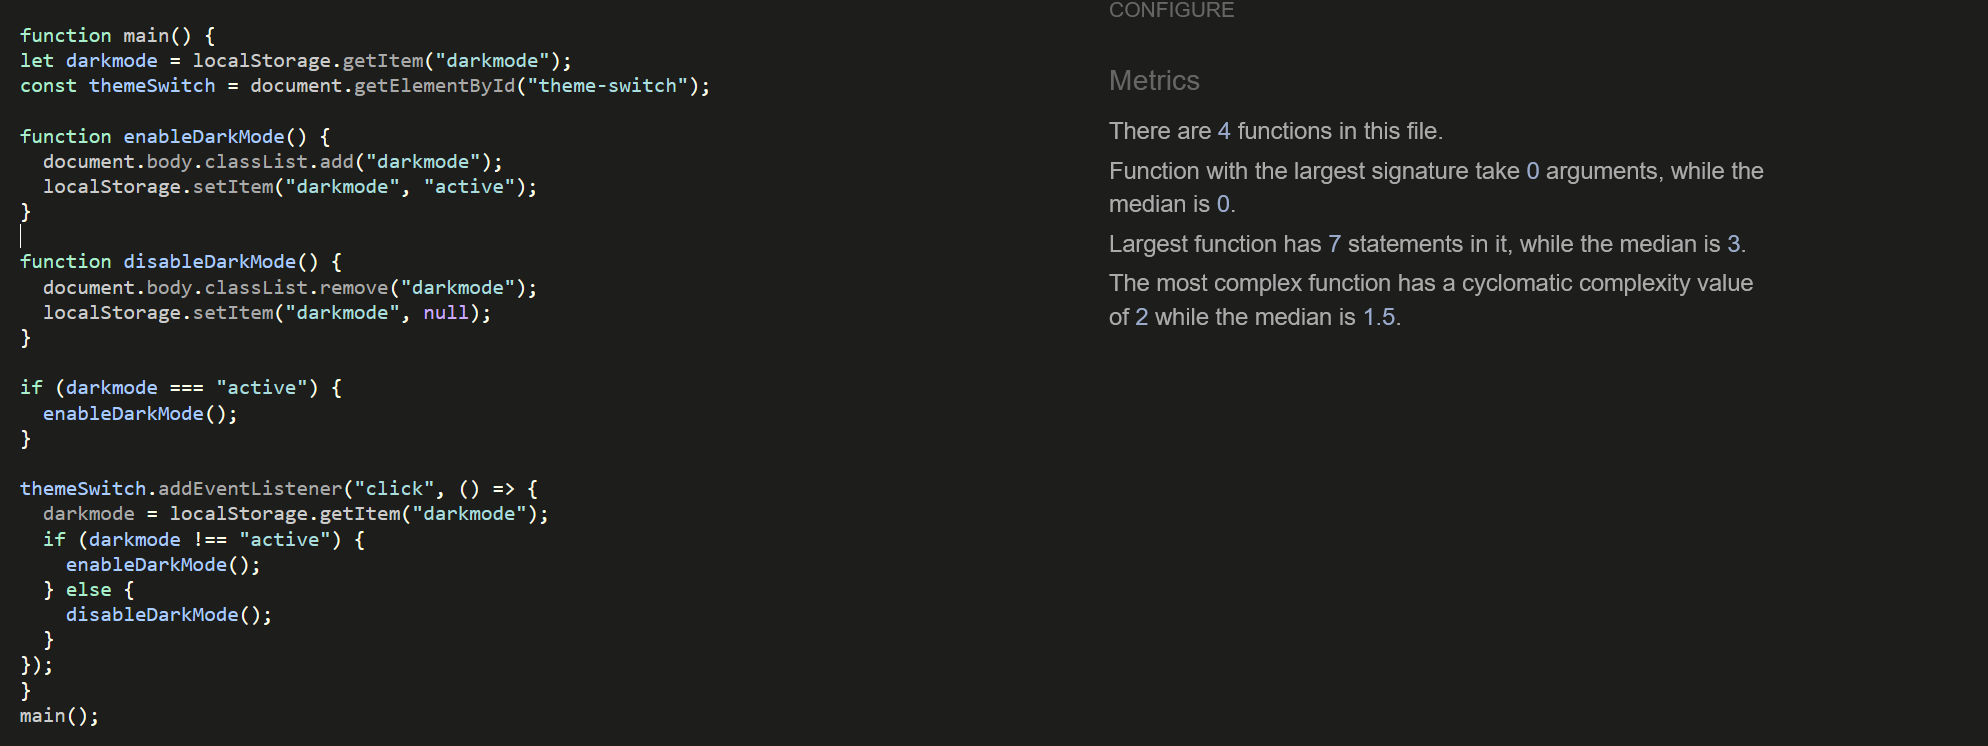 function main() {
let darkmode = localStorage.getItem("darkmode");
const themeSwitch = document.getElementById("theme-switch");

function enableDarkMode() {
  document.body.classList.add("darkmode");
  localStorage.setItem("darkmode", "active");
}

function disableDarkMode() {
  document.body.classList.remove("darkmode");
  localStorage.setItem("darkmode", null);
}

if (darkmode === "active") {
  enableDarkMode();
}

themeSwitch.addEventListener("click", () => {
  darkmode = localStorage.getItem("darkmode");
  if (darkmode !== "active") {
    enableDarkMode();
  } else {
    disableDarkMode();
  }
});
}
main();
CONFIGURE
Metrics
There are 4 functions in this file.
Function with the largest signature take 0 arguments, while the
median is 0.
Largest function has 7 statements in it, while the median is 3.
The most complex function has a cyclomatic complexity value
of 2 while the median is 1.5.